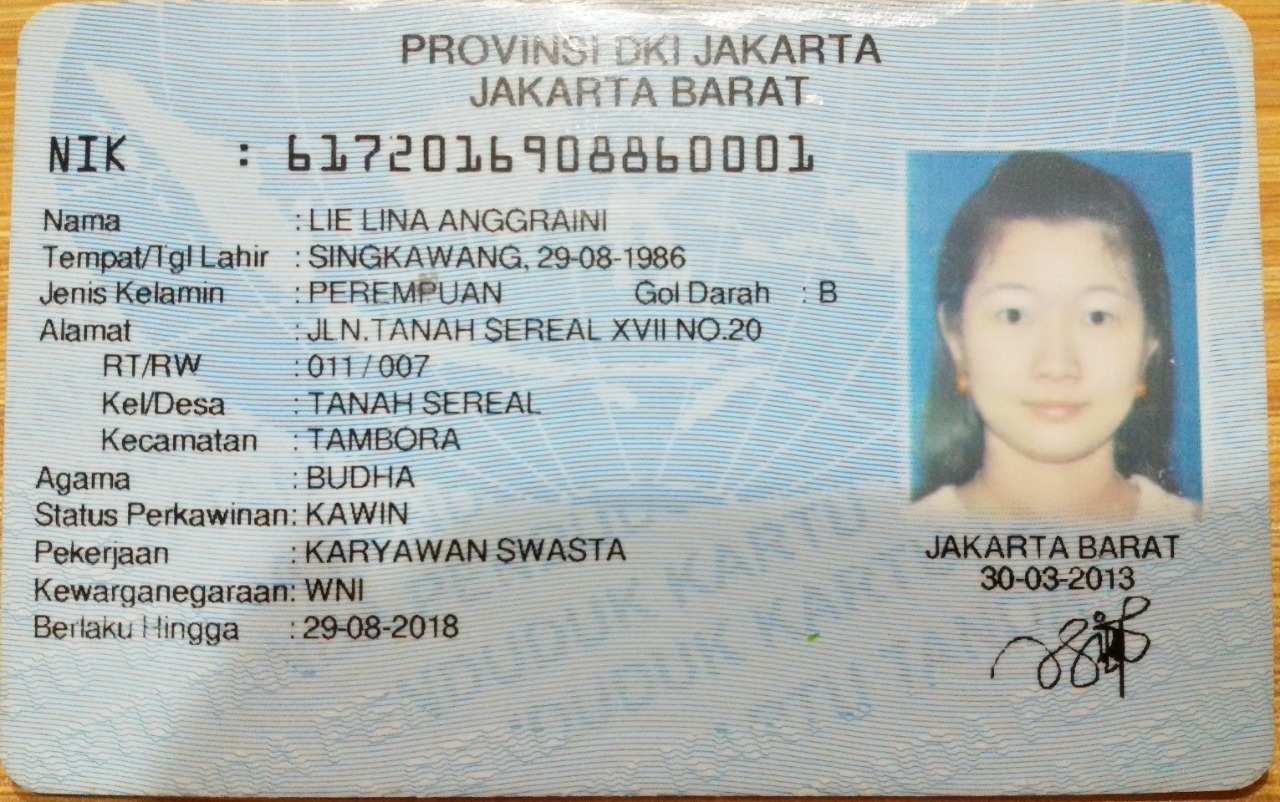 PROVINSI DKI JAKARTA
JAKARTA BARAT
NIK : 6172016908860001
Nama : LIE LINA ANGGRAINI
Tempat/Tgl Lahir : SINGKAWANG, 29-08-1986
Jenis Kelamin : PEREMPUAN Gol Darah : B
Alamat : JLN.TANAH SEREAL XVII NO.20
RT/RW : 011 / 007
Kel/Desa : TANAH SEREAL
Kecamatan : TAMBORA
Agama : BUDHA
Status Perkawinan: KAWIN
Pekerjaan : KARYAWAN SWASTA
Kewarganegaraan: WNI
Berlaku Hingga : 29-08-2018
JAKARTA BARAT
30-03-2013